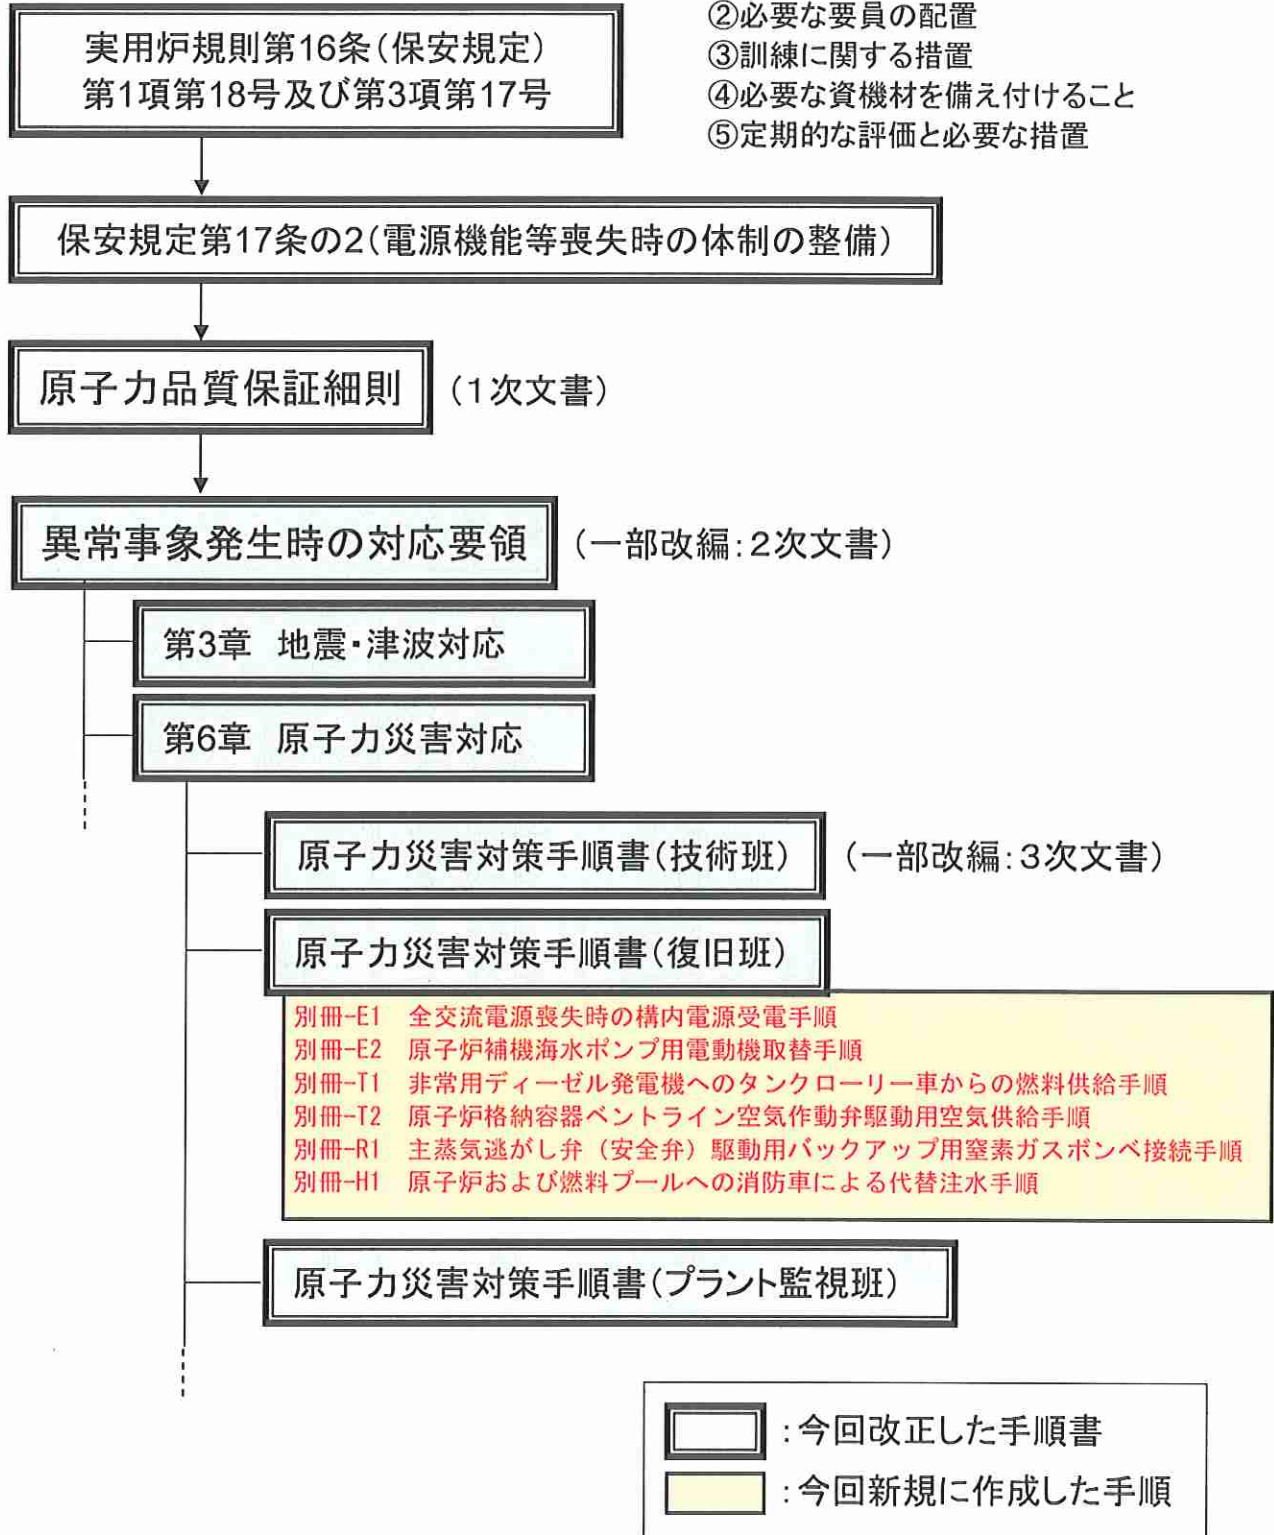 実用炉規則第16条(保安規定)
第1項第18号及び第3項第17号
②必要な要員の配置
③訓練に関する措置
④必要な資機材を備え付けること
⑤定期的な評価と必要な措置
保安規定第17条の2(電源機能等喪失時の体制の整備)
原子力品質保証細則 (1次文書)
異常事象発生時の対応要領 (一部改編:2次文書)
第3章 地震・津波対応
第6章 原子力災害対応
原子力災害対策手順書(技術班) (一部改編:3次文書)
原子力災害対策手順書(復旧班)
別冊-E1 全交流電源喪失時の構内電源受電手順
別冊-E2 原子炉補機海水ポンプ用電動機取替手順
別冊-T1 非常用ディーゼル発電機へのタンクローリー車からの燃料供給手順
別冊-T2 原子炉格納容器ベントライン空気作動弁駆動用空気供給手順
別冊-R1 主蒸気逃がし弁(安全弁)駆動用バックアップ用窒素ガスボンベ接続手順
別冊-H1 原子炉および燃料プールへの消防車による代替注水手順
原子力災害対策手順書(プラント監視班)
:今回改正した手順書
:今回新規に作成した手順